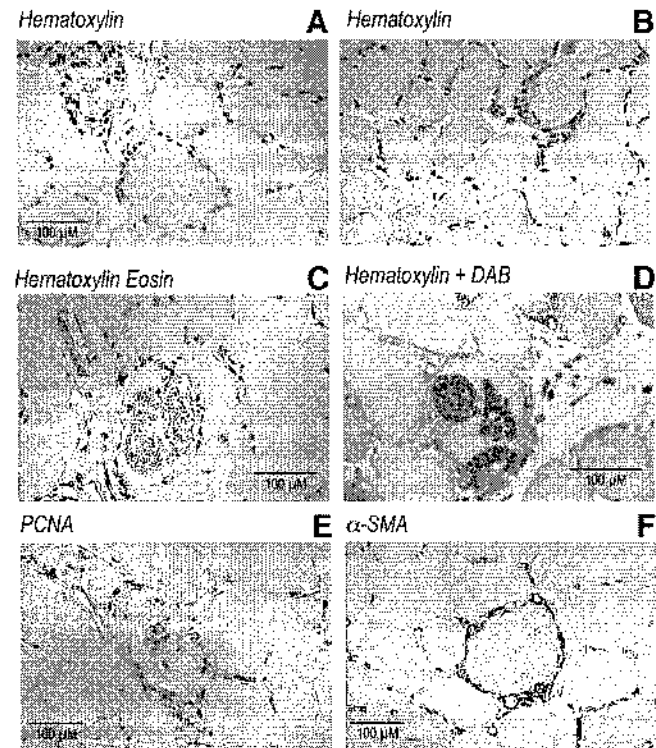 Hematoxylin A
Hematoxylin B
100 µM
Hematoxylin Eosin C
Hematoxylin + DAB D
100 µM
100 µM
PCNA E
α-SMA F
100 µM
100 µM